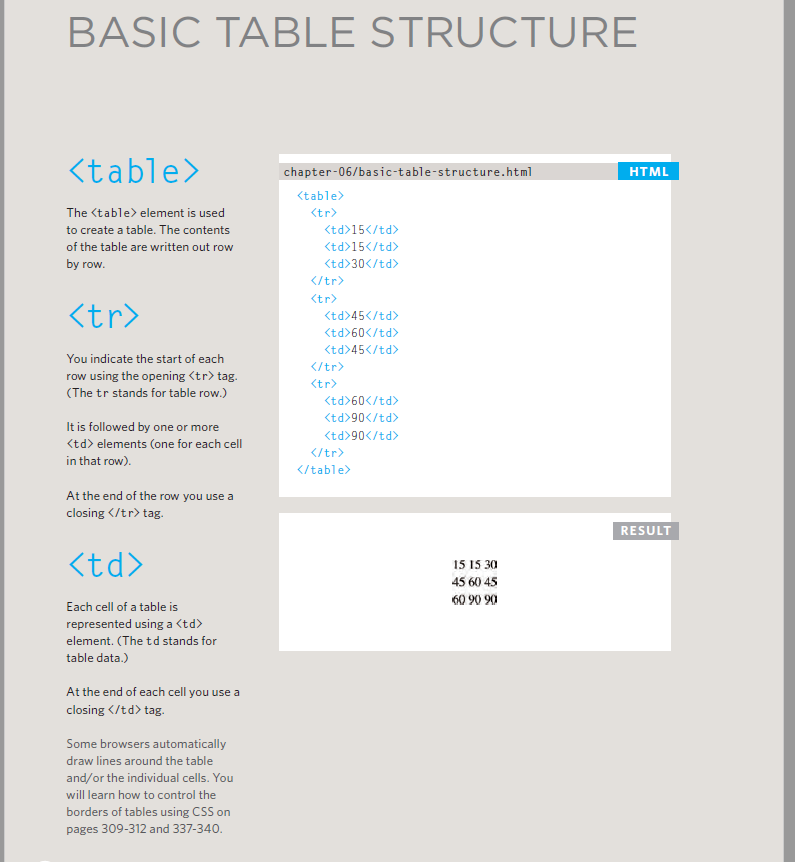 BASIC TABLE STRUCTURE
<table>
The <table> element is used
to create a table. The contents
of the table are written out row
by row.
<tr>
You indicate the start of each
row using the opening <tr> tag.
(The tr stands for table row.)
It is followed by one or more
<td> elements (one for each cell
in that row).
At the end of the row you use a
closing </tr> tag.
<td>
Each cell of a table is
represented using a <td>
element. (The td stands for
table data.)
At the end of each cell you use a
closing </td> tag.
Some browsers automatically
draw lines around the table
and/or the individual cells. You
will learn how to control the
borders of tables using CSS on
pages 309-312 and 337-340.
chapter-06/basic-table-structure.html HTML
<table>
<tr>
<td>15</td>
<td>15</td>
<td>30</td>
</tr>
<tr>
<td>45</td>
<td>60</td>
<td>45</td>
</tr>
<tr>
<td>60</td>
<td>90</td>
<td>90</td>
</tr>
</table>
RESULT
15 15 30
45 60 45
60 90 90